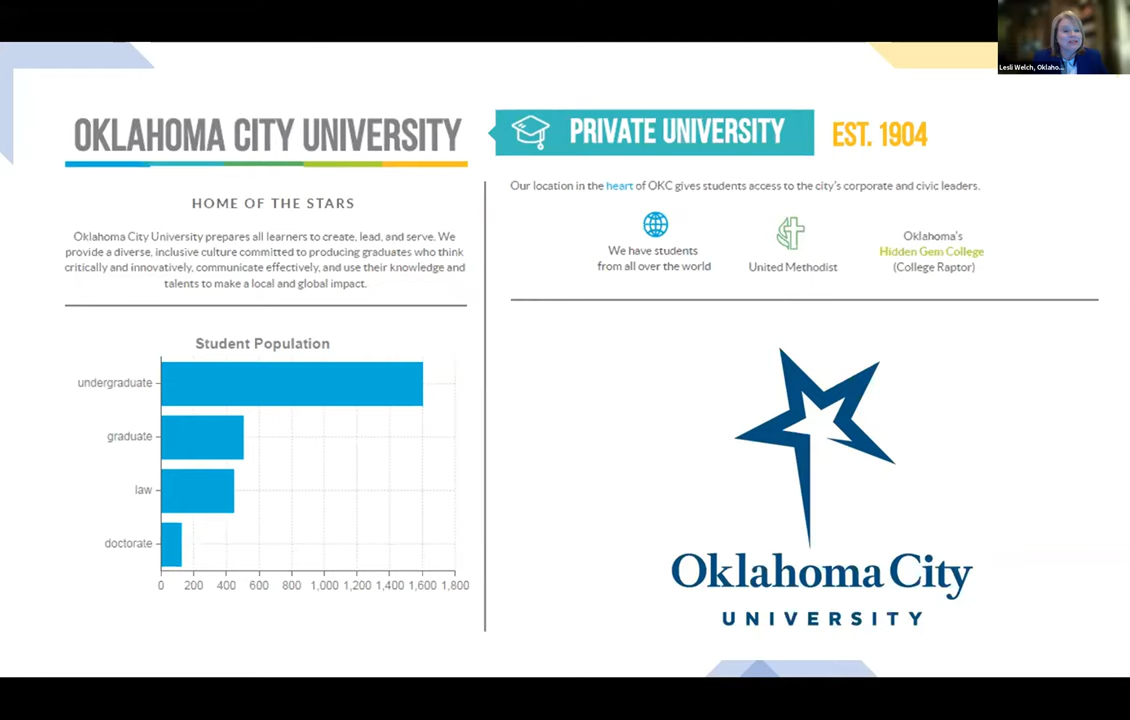 Lesli Welch, Oklaho...
OKLAHOMA CITY UNIVERSITY
HOME OF THE STARS
Oklahoma City University prepares all learners to create, lead, and serve. We
provide a diverse, inclusive culture committed to producing graduates who think
critically and innovatively, communicate effectively, and use their knowledge and
talents to make a local and global impact.
PRIVATE UNIVERSITY
EST. 1904
Our location in the heart of OKC gives students access to the city's corporate and civic leaders.
We have students
from all over the world
United Methodist
Oklahoma's
Hidden Gem College
(College Raptor)
Student Population
undergraduate
graduate
law
doctorate
0 200 400 600 800 1,000 1,200 1,400 1,600 1,800
Oklahoma City
UNIVERSITY